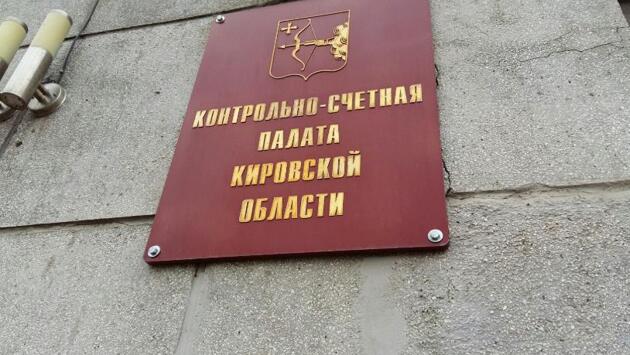 КОНТРОЛЬНО-СЧЕТНАЯ
ПАЛАТА
КИРОВСКОЙ
ОБЛАСТИ